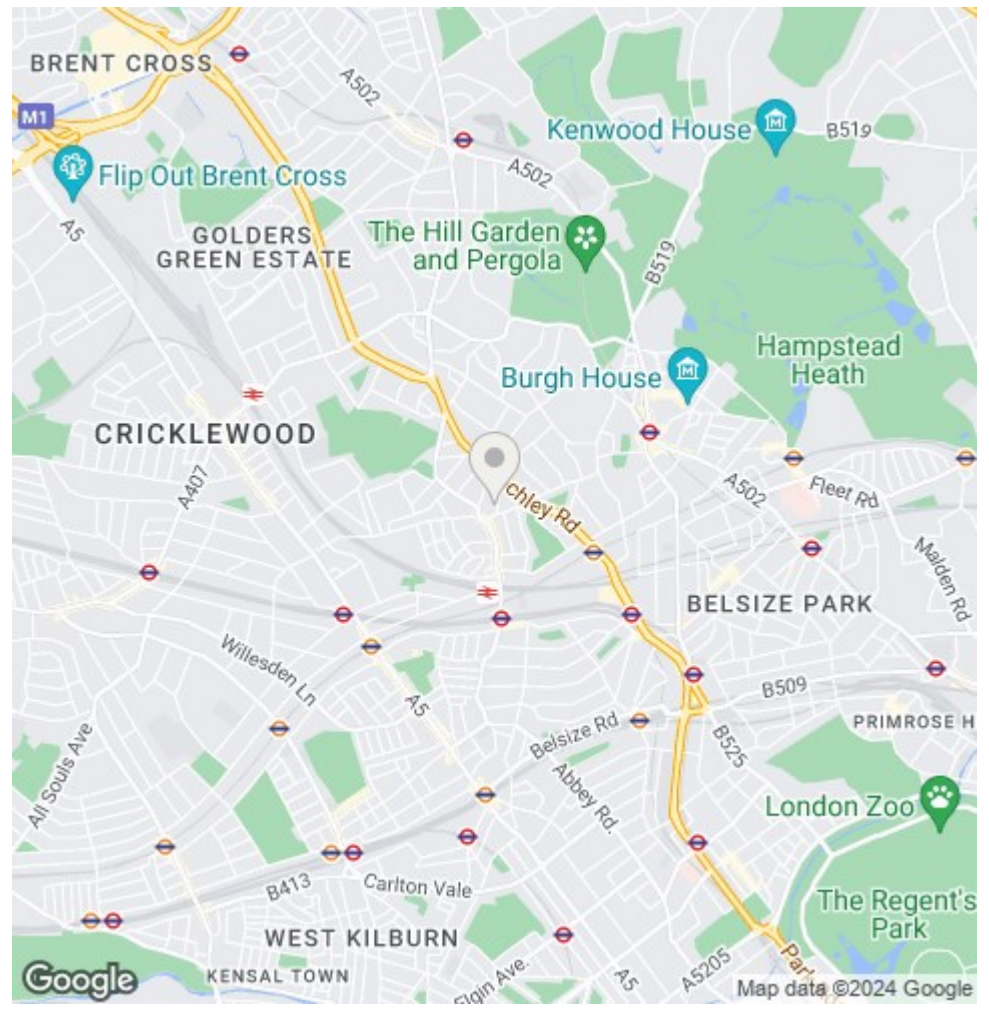 BRENT CROSS
A502
M1
Kenwood House
B519
A502
Flip Out Brent Cross
A5
GOLDERS
GREEN ESTATE
The Hill Garden
and Pergola
B519
Hampstead
Heath
Burgh House
CRICKLEWOOD
A407
A502
Fleet Rd
chley Rd
Malden Rd
BELSIZE PARK
Willesden Ln
A5
B509
Belsize Rd
B525
PRIMROSE H
All Souls Ave
Abbey Rd.
London Zoo
B413
Carlton Vale
The Regent's
Park
WEST KILBURN
KENSAL TOWN
Elgin Ave.
A5
A5205
Park
Google
Map data ©2024 Google